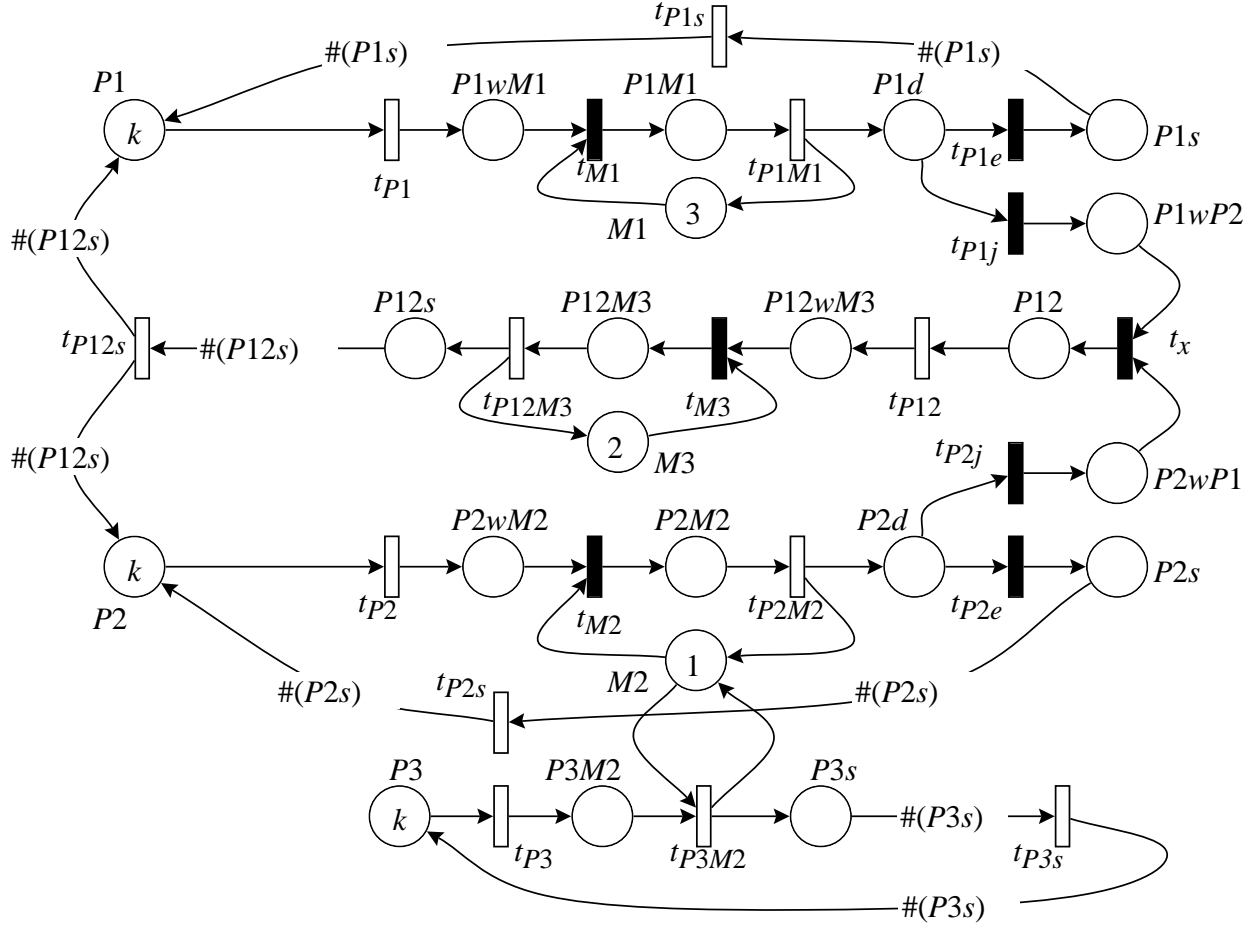 tP1s
#(P1s) #(P1s)
P1 P1wM1 P1M1 P1d
k
P1s
tP1 tM1 tP1M1 tP1e
M1 3 P1wP2
#(P12s) tP1j
P12s P12M3 P12wM3 P12
tP12s #(P12s) tx
tP12M3 tM3 tP12
2 M3
#(P12s) tP2j P2wP1
P2wM2 P2M2 P2d
k P2s
P2 tP2 tM2 tP2M2 tP2e
M2 1
#(P2s) tP2s #(P2s)
P3 P3M2 P3s
k #(P3s)
tP3 tP3M2 tP3s
#(P3s)